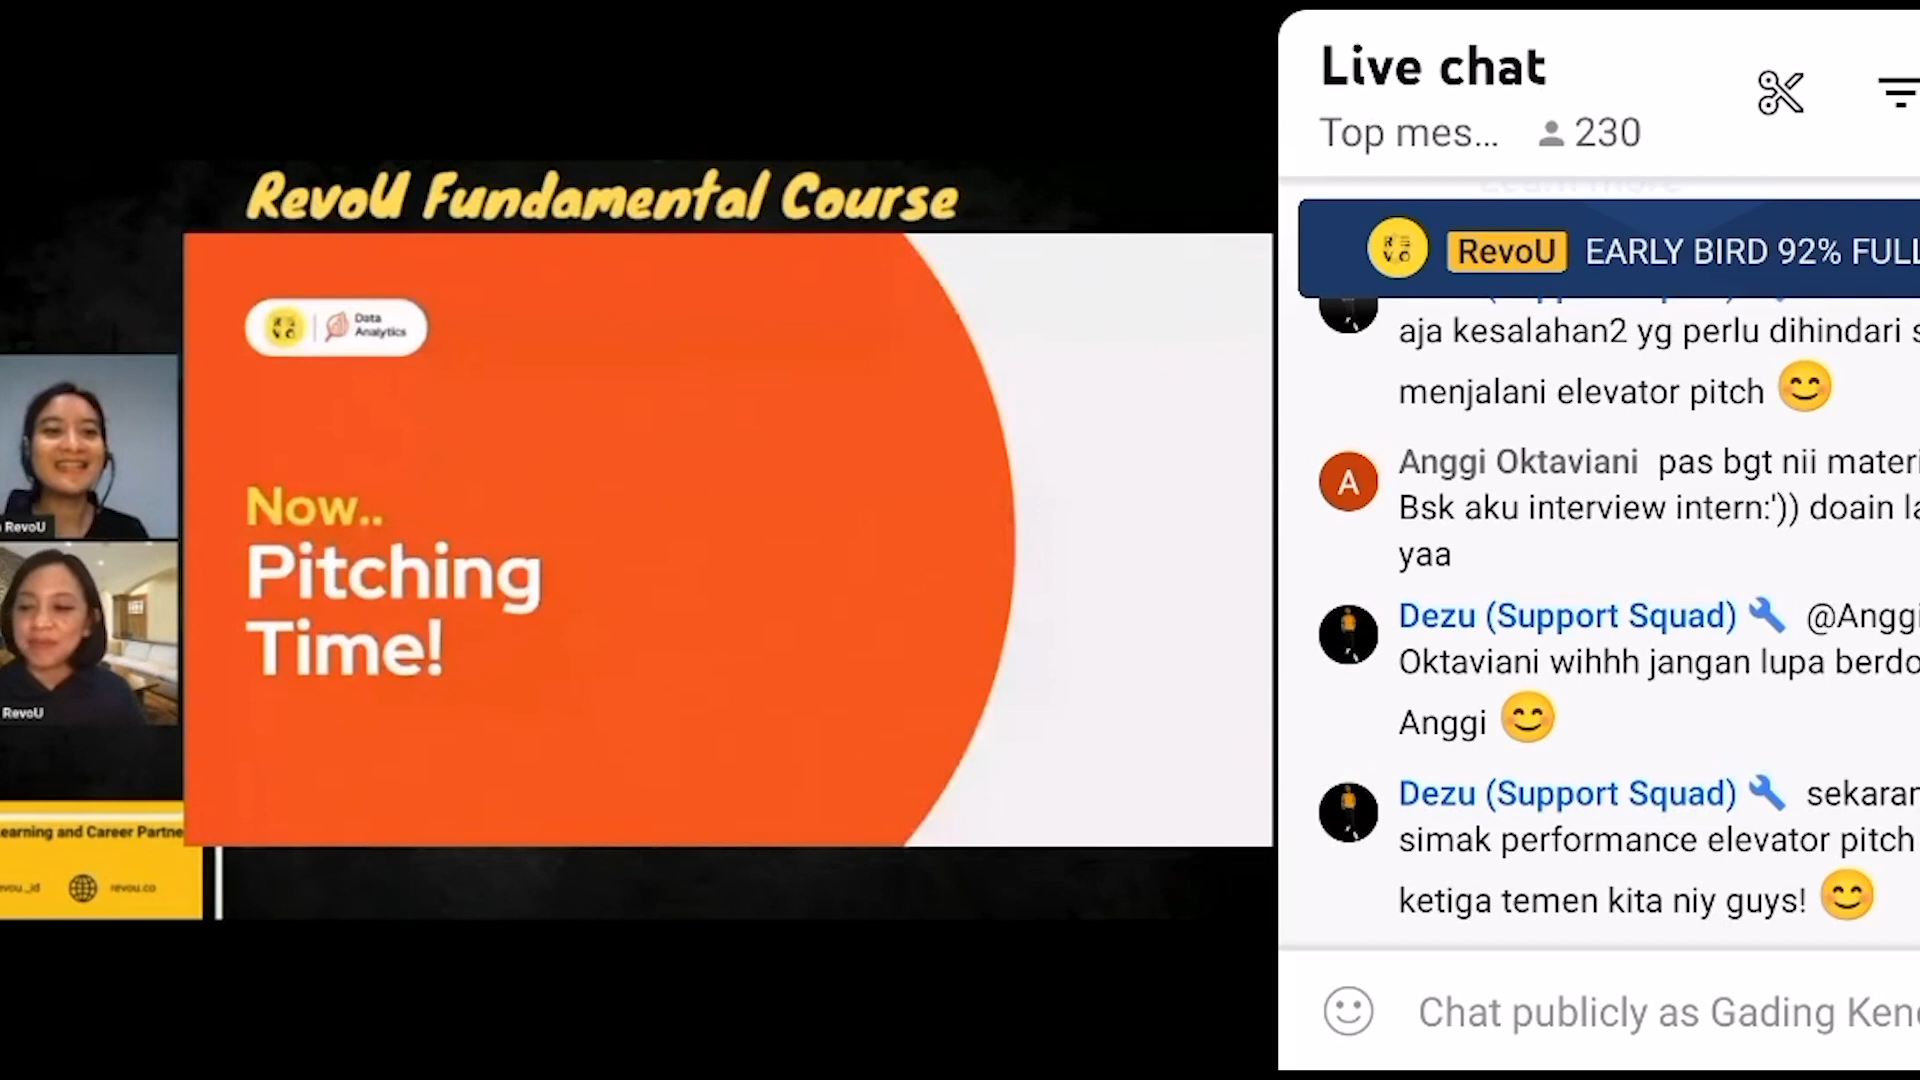 RevoU Fundamental Course
Data
Analytics
Now..
Pitching
Time!
RevoU
RevoU
earning and Career Partne
evou_id
revou.co
Live chat
Top mes...
230
RevoU EARLY BIRD 92% FULL
aja kesalahan2 yg perlu dihindari s
menjalani elevator pitch
Anggi Oktaviani pas bgt nii materi
Bsk aku interview intern:')) doain la
yaa
Dezu (Support Squad) @Anggi
Oktaviani wihhh jangan lupa berdo
Anggi
Dezu (Support Squad) sekaran
simak performance elevator pitch
ketiga temen kita niy guys!
Chat publicly as Gading Kend